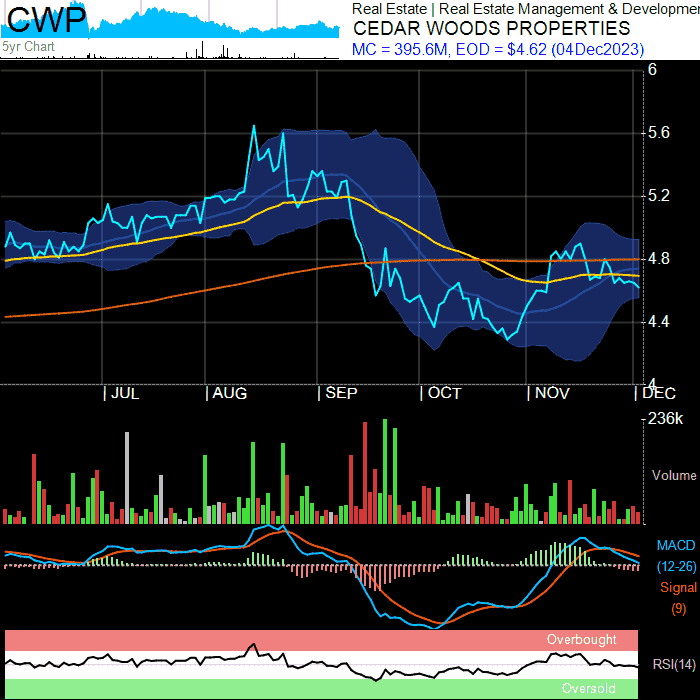 CWP
5yr Chart
Real Estate | Real Estate Management & Developmen
CEDAR WOODS PROPERTIES
MC = 395.6M, EOD = $4.62 (04Dec2023)
6
5.6
5.2
4.8
4.4
4
JUL
AUG
SEP
OCT
NOV
DEC
236k
Volume
MACD
(12-26)
Signal
(9)
Overbought
RSI(14)
Oversold